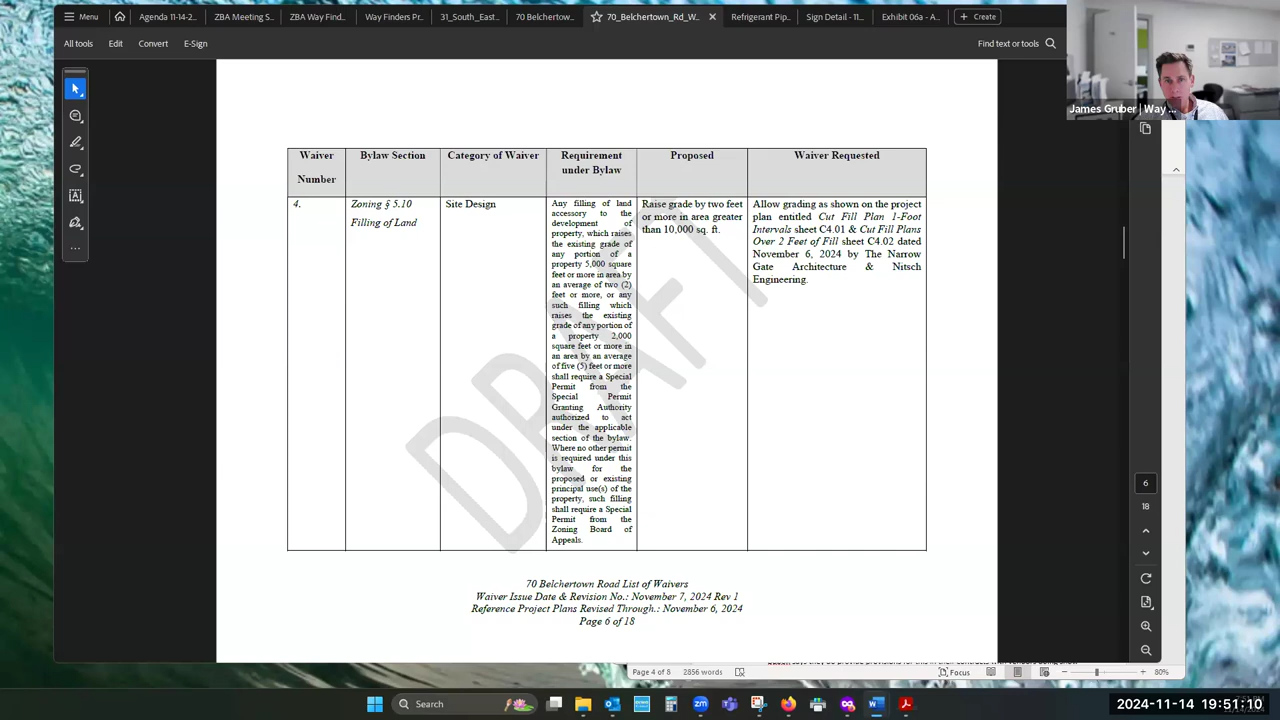 Menu
Agenda 11-14-2...
ZBA Meeting S...
ZBA Way Find...
Way Finders Pr...
31_South_East...
70 Belchertow...
70_Belchertown_Rd_W...
Refrigerant Pip...
Sign Detail - 11...
Exhibit 06a - A...
Create
All tools
Edit
Convert
E-Sign
Find text or tools
James Gruber | Way ...
Waiver Number
Bylaw Section
Category of Waiver
Requirement under Bylaw
Proposed
Waiver Requested
4.
Zoning § 5.10
Filling of Land
Site Design
Any filling of land
accessory to the
development of
property, which raises
the existing grade of
any portion of a
property 5,000 square
feet or more in area by
an average of two (2)
feet or more, or any
such filling which
raises the existing
grade of any portion of
a property 2,000
square feet or more in
an area by an average
of five (5) feet or more
shall require a Special
Permit from the
Special Permit
Granting Authority
authorized to act
under the applicable
section of the bylaw.
Where no other permit
is required under this
bylaw for the
proposed or existing
principal use(s) of the
property, such filling
shall require a Special
Permit from the
Zoning Board of
Appeals.
Raise grade by two feet
or more in area greater
than 10,000 sq. ft.
Allow grading as shown on the project
plan entitled Cut Fill Plan 1-Foot
Intervals sheet C4.01 & Cut Fill Plans
Over 2 Feet of Fill sheet C4.02 dated
November 6, 2024 by The Narrow
Gate Architecture & Nitsch
Engineering.
DRAFT
70 Belchertown Road List of Waivers
Waiver Issue Date & Revision No.: November 7, 2024 Rev 1
Reference Project Plans Revised Through.: November 6, 2024
Page 6 of 18
6
18
Page 4 of 8
2856 words
Focus
80%
Search
2024-11-14 19:51:10